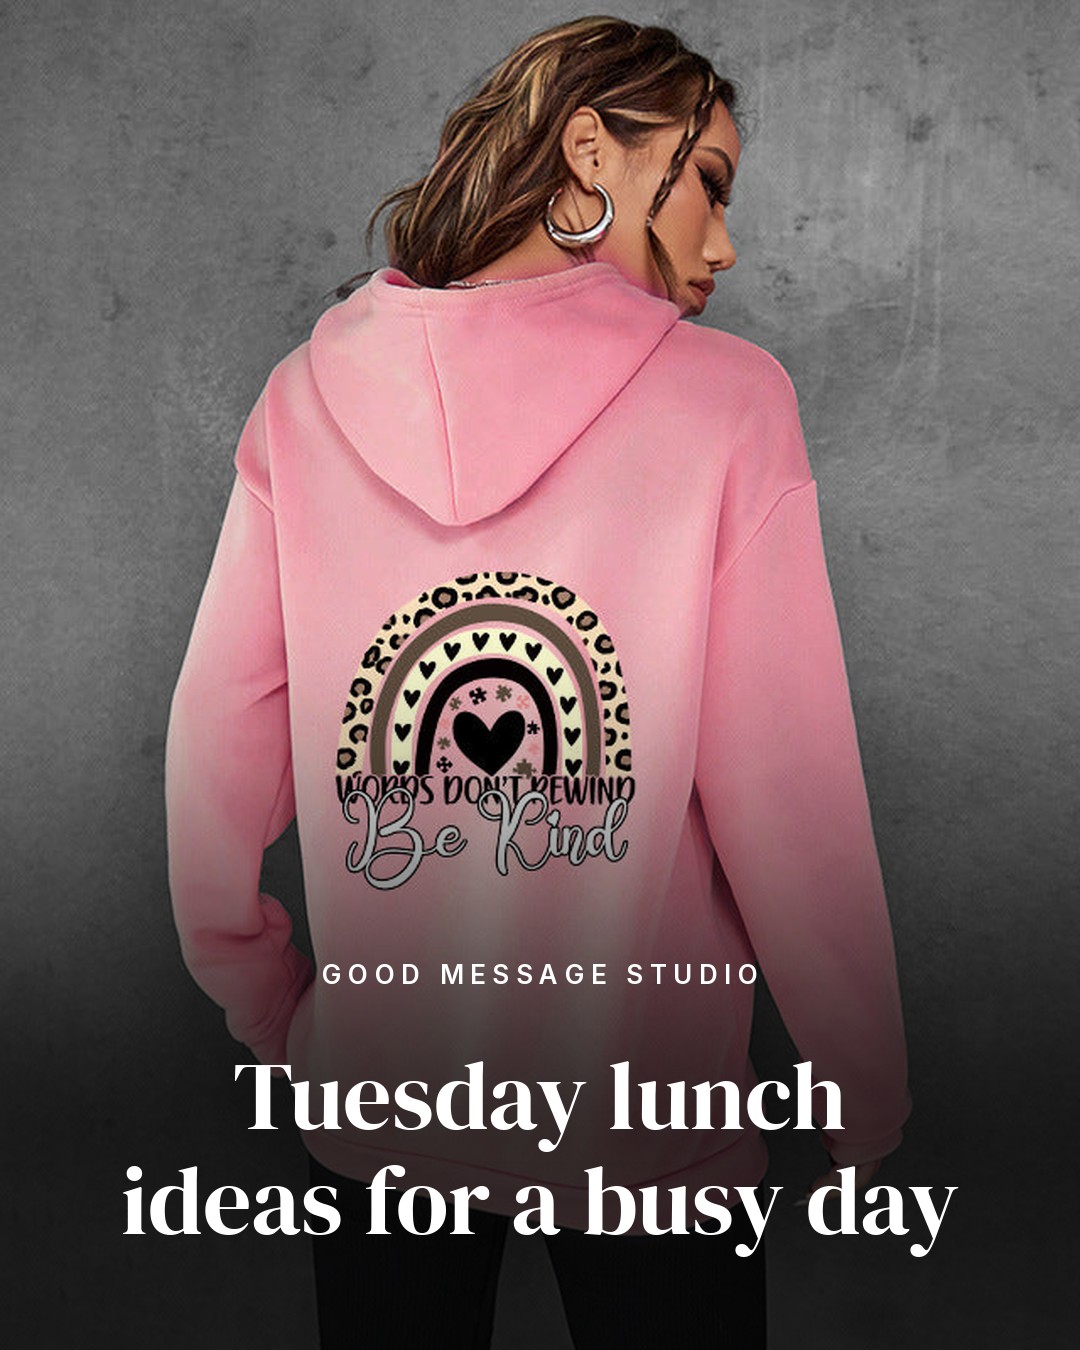 WORDS DON'T REWIND
Be Kind
GOOD MESSAGE STUDIO
Tuesday lunch
ideas for a busy day